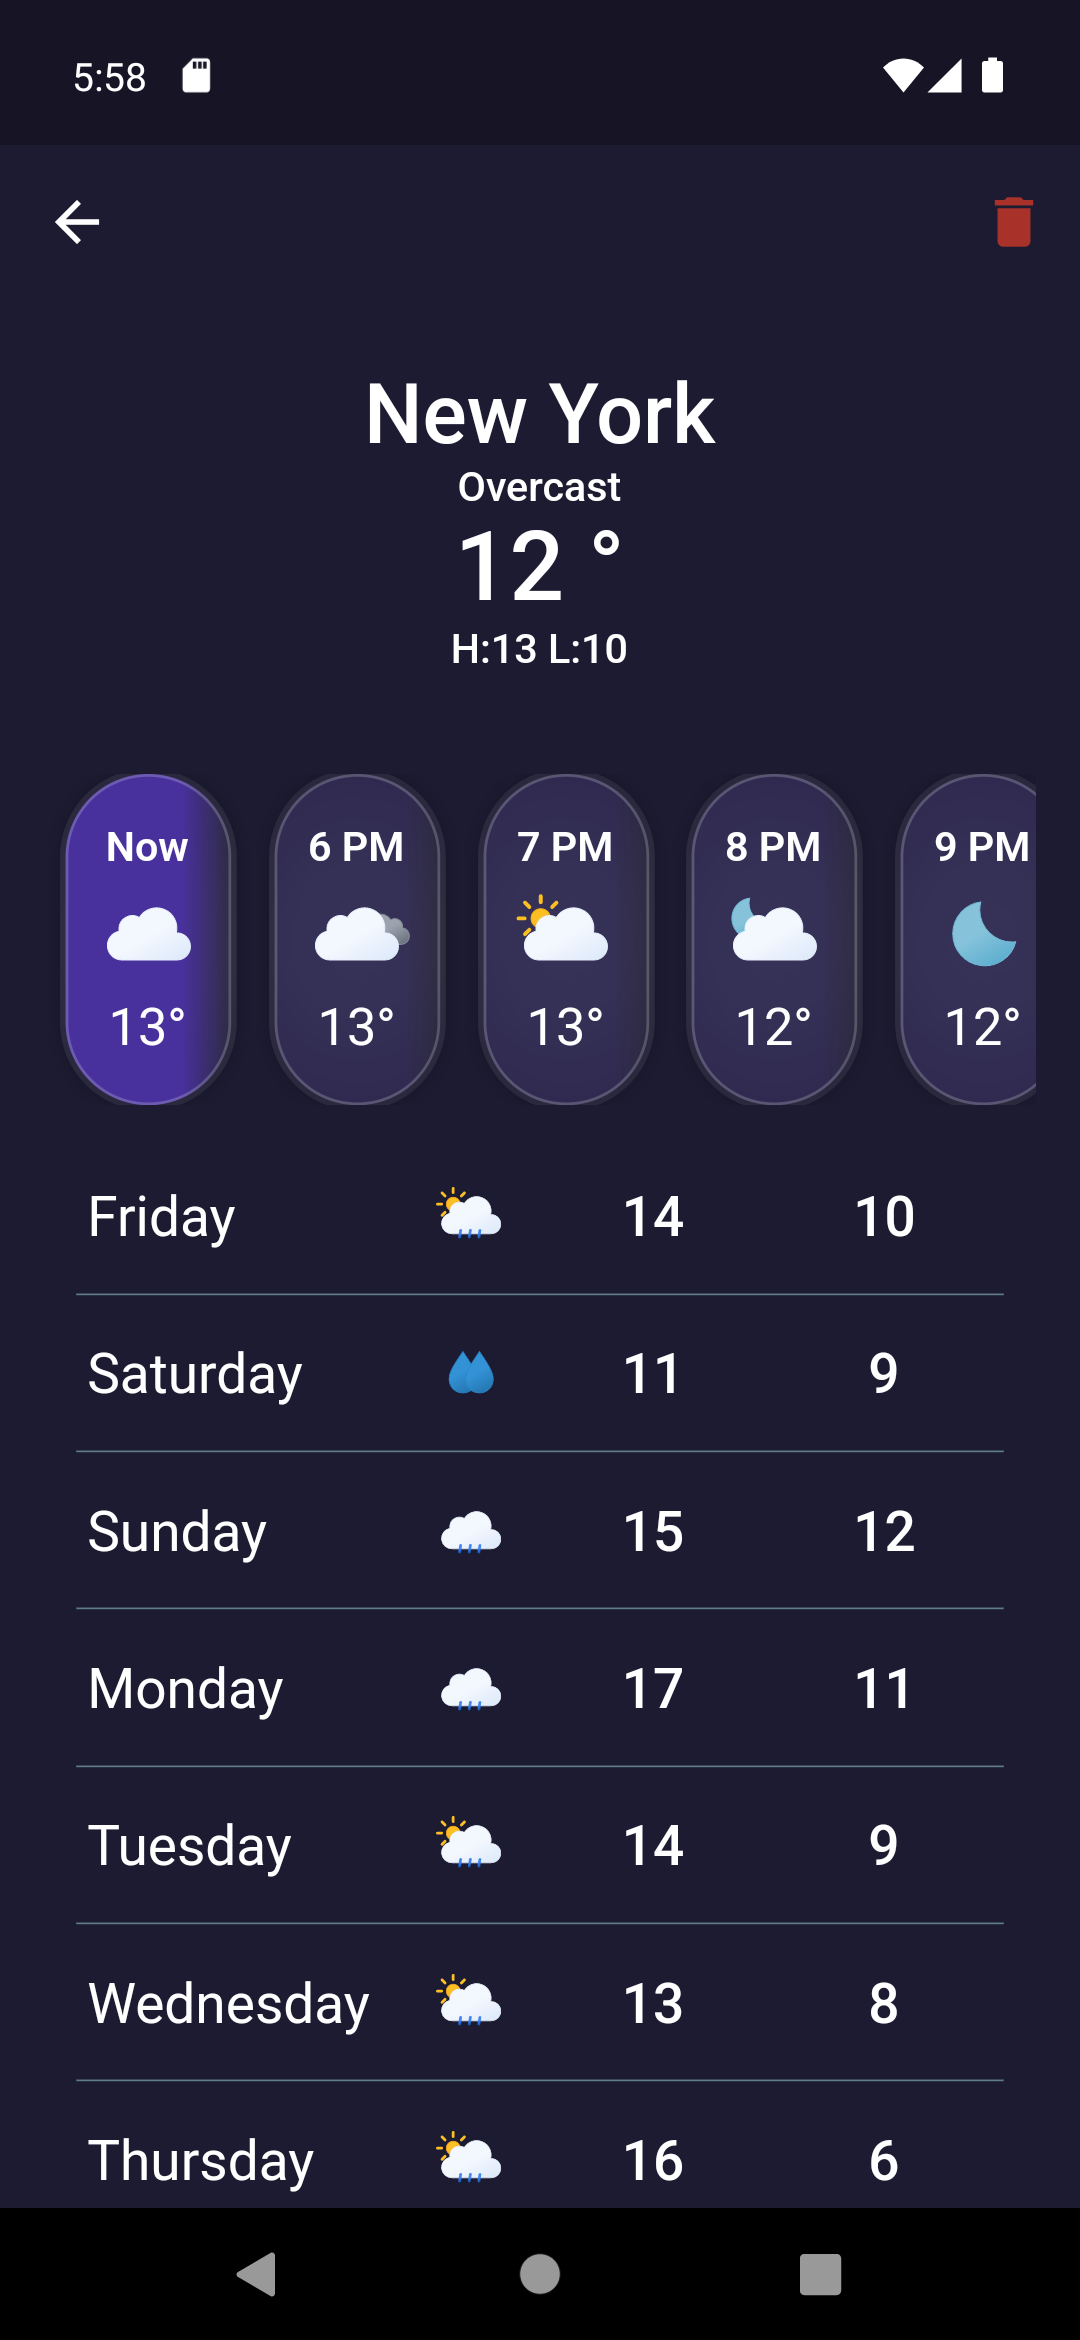 5:58
New York
Overcast
12 °
H:13 L:10
Now 6 PM 7 PM 8 PM 9 PM
13° 13° 13° 12° 12°
Friday 14 10
Saturday 11 9
Sunday 15 12
Monday 17 11
Tuesday 14 9
Wednesday 13 8
Thursday 16 6